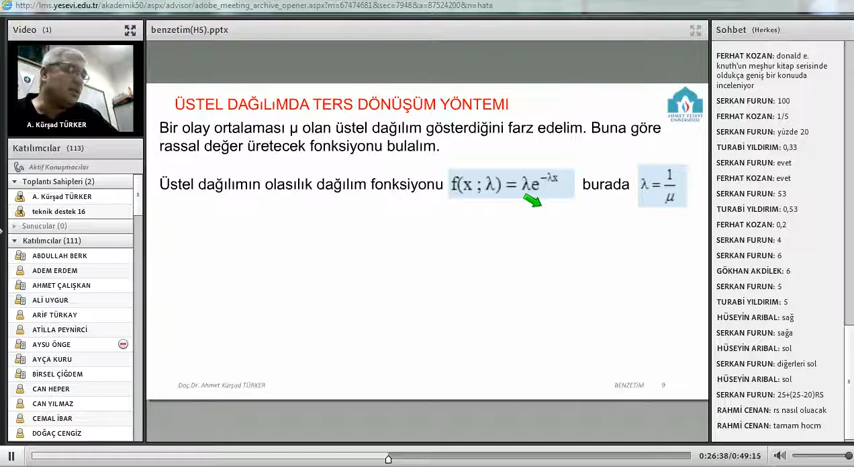 http://lms.yesevi.edu.tr/akademik50/aspx/advisor/adobe_meeting_archive_opener.aspx?m=67474681&sec=7948&a=87524200&n=hata
Video (1)
A. Kürşad TÜRKER
Katılımcılar (113)
Aktif Konuşmacılar
Toplantı Sahipleri (2)
A. Kürşad TÜRKER
teknik destek 16
Sunucular (0)
Katılımcılar (111)
ABDULLAH BERK
ADEM ERDEM
AHMET ÇALIŞKAN
ALİ UYGUR
ARİF TÜRKAY
ATİLLA PEYNİRCİ
AYSU ÖNGE
AYÇA KURU
BİRSEL ÇİĞDEM
CAN HEPER
CAN YILMAZ
CEMAL İBAR
DOĞAÇ CENGİZ
benzetim(H5).pptx
ÜSTEL DAĞıLıMDA TERS DÖNÜŞÜM YÖNTEMI
Bir olay ortalaması μ olan üstel dağılım gösterdiğini farz edelim. Buna göre
rassal değer üretecek fonksiyonu bulalım.
Üstel dağılımın olasılık dağılım fonksiyonu f(x ; λ) = λe^−λx burada λ = 1/μ
Doç.Dr. Ahmet Kürşad TÜRKER
BENZETİM 9
Sohbet (Herkes)
FERHAT KOZAN: donald e.
knuth'un meşhur kitap serisinde
oldukça geniş bir konuuda
inceleniyor
SERKAN FURUN: 100
FERHAT KOZAN: 1/5
SERKAN FURUN: yüzde 20
TURABİ YILDIRIM: 0,33
SERKAN FURUN: evet
FERHAT KOZAN: evet
SERKAN FURUN: 53
TURABİ YILDIRIM: 0,53
FERHAT KOZAN: 0,2
SERKAN FURUN: 4
SERKAN FURUN: 6
GÖKHAN AKDİLEK: 6
SERKAN FURUN: 5
TURABİ YILDIRIM: 5
HÜSEYİN ARIBAL: sağ
SERKAN FURUN: sağa
HÜSEYİN ARIBAL: sol
SERKAN FURUN: diğerleri sol
HÜSEYİN ARIBAL: sol
SERKAN FURUN: 25+(25-20)RS
RAHMİ CEHAN: rs nasıl oluacak
RAHMİ CEHAN: tamam hocm
0:26:38/0:49:15